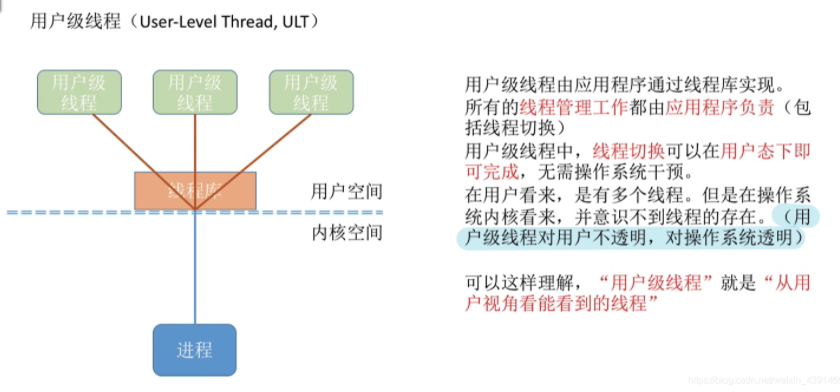 用户级线程（User-Level Thread, ULT）
用户级
线程
用户级
线程
用户级
线程
线程库
用户空间
内核空间
进程
用户级线程由应用程序通过线程库实现。
所有的线程管理工作都由应用程序负责（包
括线程切换）
用户级线程中，线程切换可以在用户态下即
可完成，无需操作系统干预。
在用户看来，是有多个线程。但是在操作系
统内核看来，并意识不到线程的存在。（用
户级线程对用户不透明，对操作系统透明）
可以这样理解，“用户级线程”就是“从用
户视角看能看到的线程”